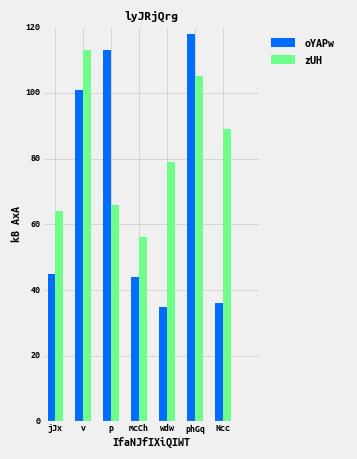 lyJRjQrg
oYAPw
zUH
kB AxA
120
100
80
60
40
20
0
jJx v p McCh wdw phGq Ncc
IfaNJfIXiQIWT